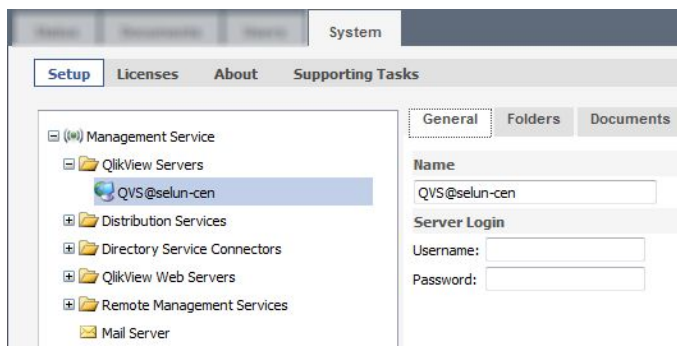 System
Setup Licenses About Supporting Tasks
General Folders Documents
Management Service
QlikView Servers
QVS@selun-cen
Distribution Services
Directory Service Connectors
QlikView Web Servers
Remote Management Services
Mail Server
Name
QVS@selun-cen
Server Login
Username:
Password: